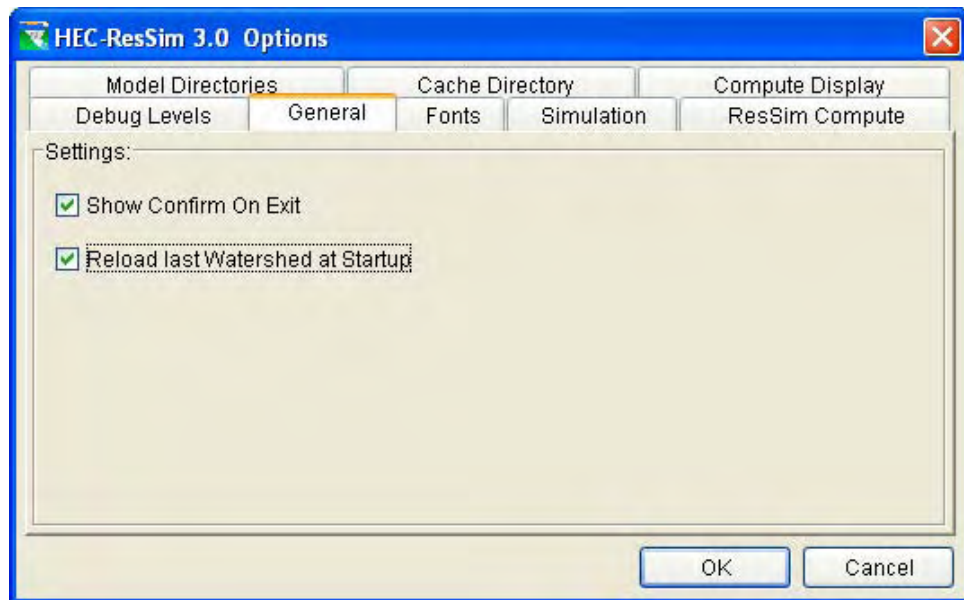 HEC-ResSim 3.0 Options
Model Directories Cache Directory Compute Display
Debug Levels General Fonts Simulation ResSim Compute
Settings:
Show Confirm On Exit
Reload last Watershed at Startup
OK Cancel